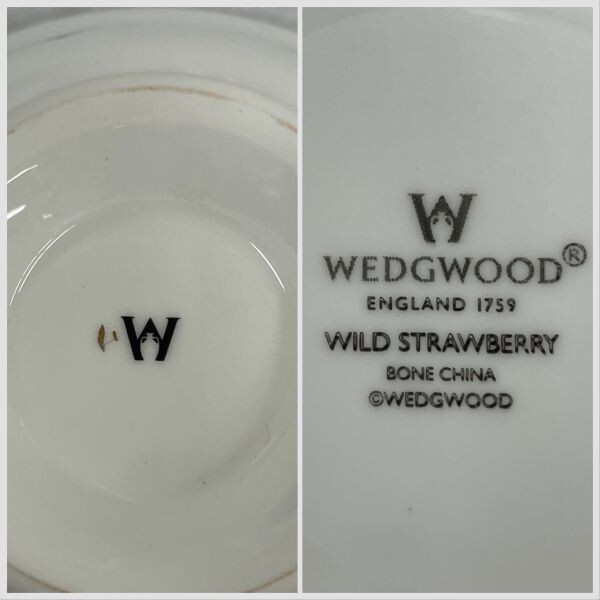 W
W
WEDGWOOD®
ENGLAND 1759
WILD STRAWBERRY
BONE CHINA
©WEDGWOOD